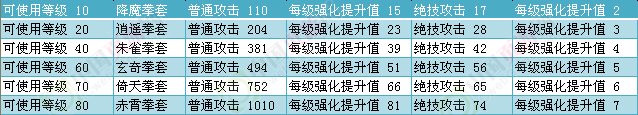 可使用等级 10 降魔拳套 普通攻击 110 每级强化提升值 15 绝技攻击 17 每级强化提升值 2
可使用等级 20 逍遥拳套 普通攻击 204 每级强化提升值 23 绝技攻击 28 每级强化提升值 3
可使用等级 40 朱雀拳套 普通攻击 381 每级强化提升值 39 绝技攻击 42 每级强化提升值 4
可使用等级 60 玄奇拳套 普通攻击 494 每级强化提升值 51 绝技攻击 56 每级强化提升值 5
可使用等级 70 倚天拳套 普通攻击 752 每级强化提升值 66 绝技攻击 65 每级强化提升值 6
可使用等级 80 赤霄拳套 普通攻击 1010 每级强化提升值 81 绝技攻击 74 每级强化提升值 7